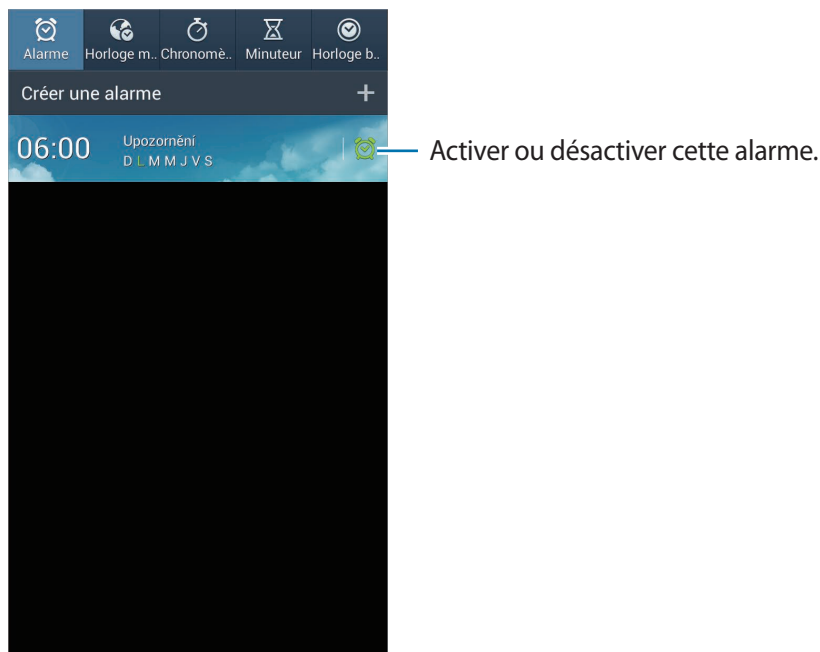 Alarme Horloge m.. Chronomè.. Minuteur Horloge b..
Créer une alarme +
06:00 Upozornění
D L M M J V S
Activer ou désactiver cette alarme.